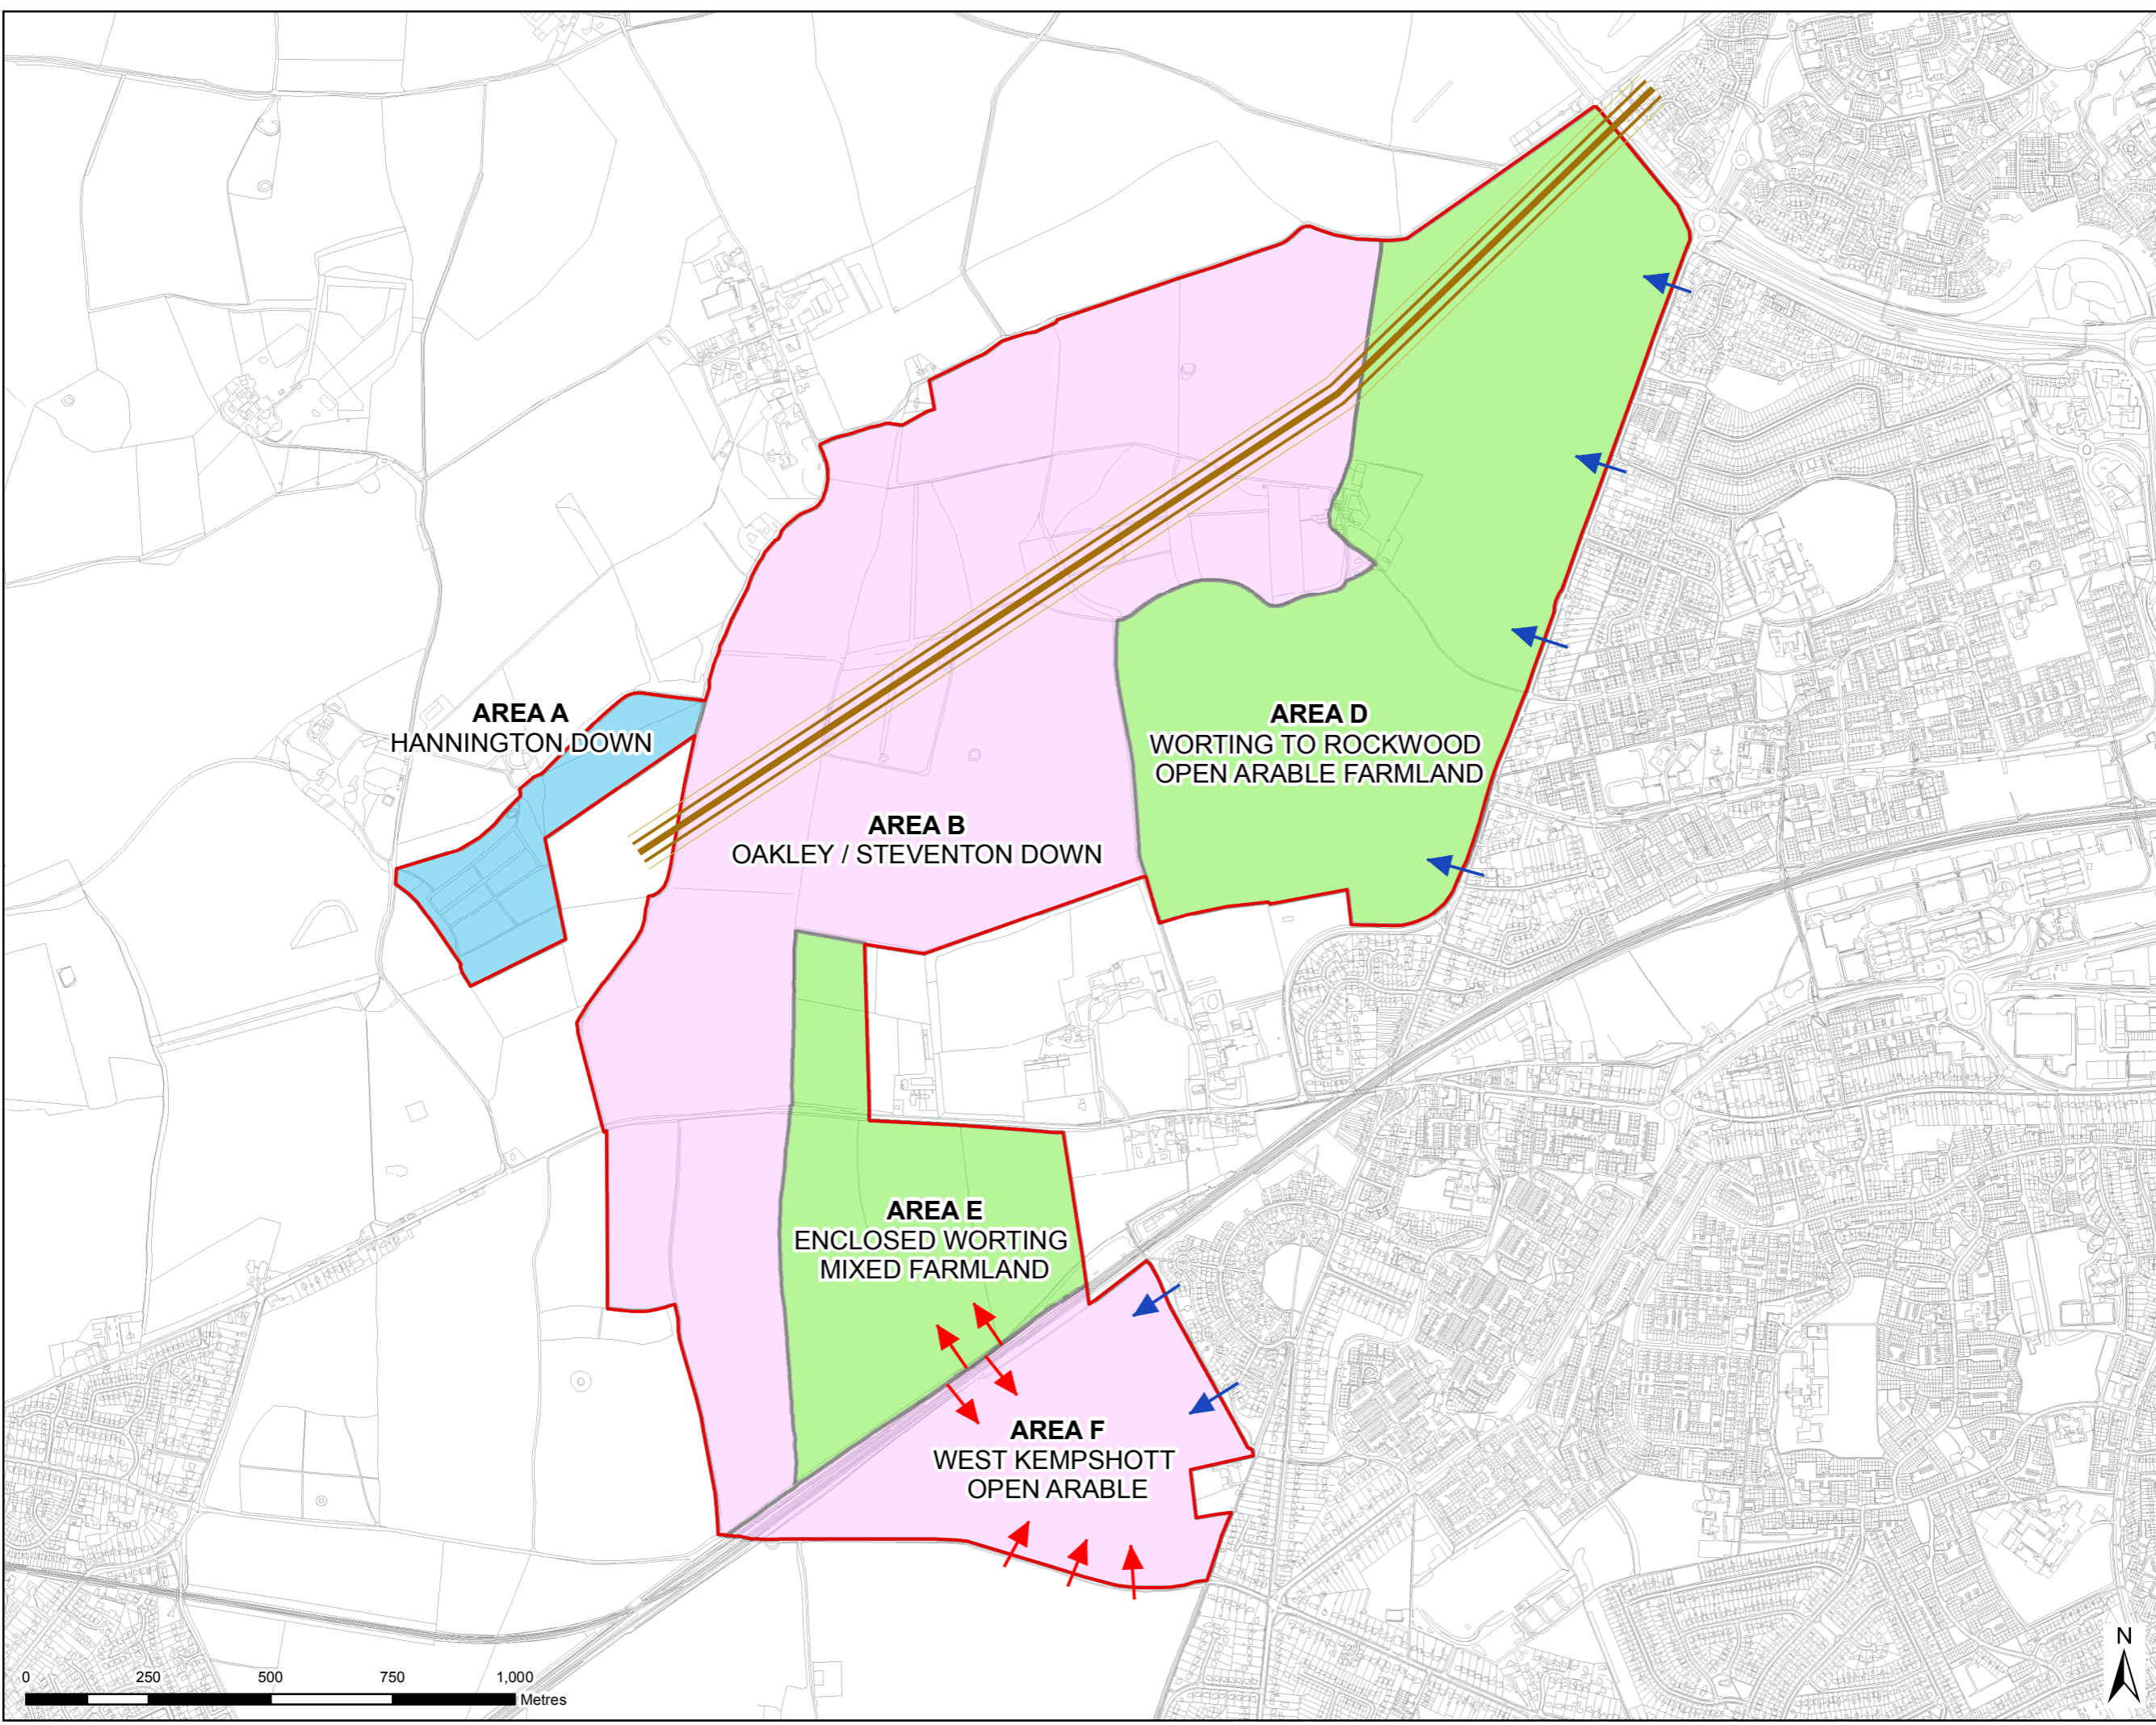 AREA A
HANNINGTON DOWN
AREA D
WORTING TO ROCKWOOD
OPEN ARABLE FARMLAND
AREA B
OAKLEY / STEVENTON DOWN
AREA E
ENCLOSED WORTING
MIXED FARMLAND
AREA F
WEST KEMPSHOTT
OPEN ARABLE
N
0 250 500 750 1,000
Metres